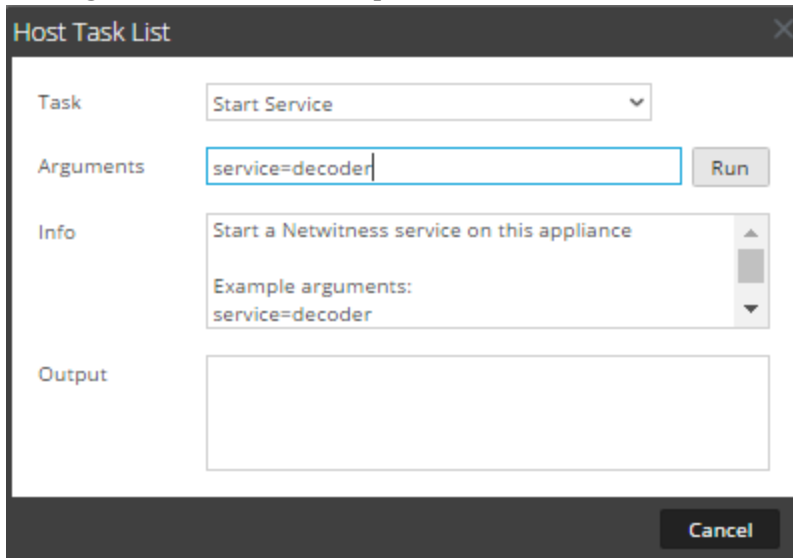 Host Task List
Task
Start Service
Arguments
service=decoder
Run
Info
Start a Netwitness service on this appliance
Example arguments:
service=decoder
Output
Cancel